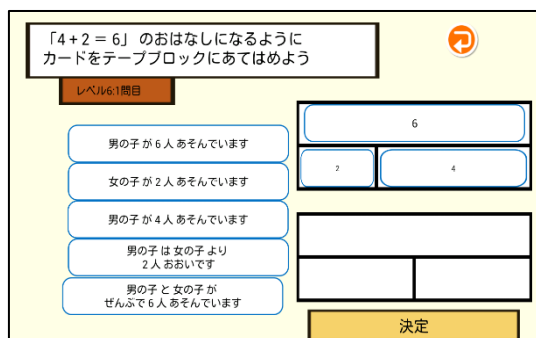 「4+2=6」 のおはなしになるように
カードをテープブロックにあてはめよう
レベル6:1問目
男の子 が 6 人 あそんでいます
女の子 が 2 人 あそんでいます
男の子 が 4 人 あそんでいます
男の子 は 女の子 より
2 人 おおいです
男の子 と 女の子 が
ぜんぶで 6 人 あそんでいます
6
2
4
決定